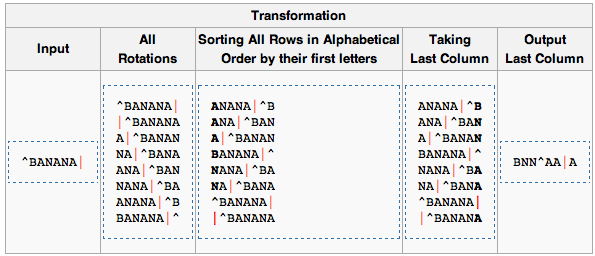 Transformation
Input
All
Rotations
Sorting All Rows in Alphabetical
Order by their first letters
Taking
Last Column
Output
Last Column
^BANANA|
^BANANA|
|^BANANA
A|^BANAN
NA|^BANA
ANA|^BAN
NANA|^BA
ANANA|^B
BANANA|^
ANANA|^B
ANA|^BAN
A|^BANAN
BANANA|^
NANA|^BA
NA|^BANA
^BANANA|
|^BANANA
ANANA|^B
ANA|^BAN
A|^BANAN
BANANA|^
NANA|^BA
NA|^BANA
^BANANA|
|^BANANA
BNN^AA|A